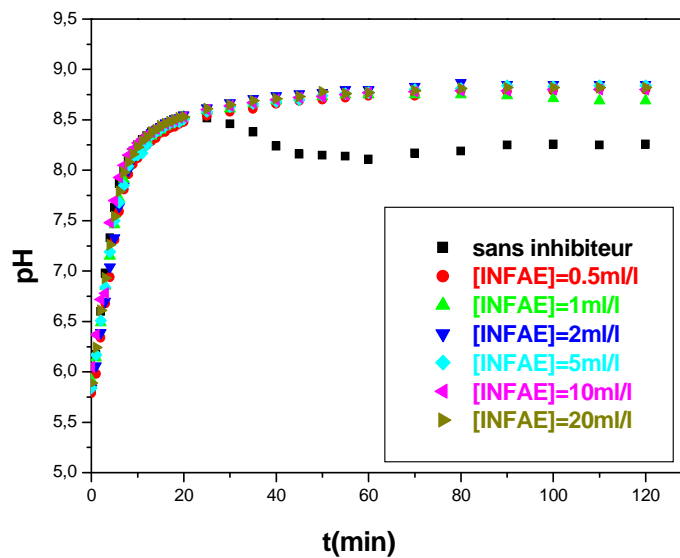 9,5
9,0
8,5
8,0
7,5
7,0
6,5
6,0
5,5
5,0
pH
sans inhibiteur
[INFAE]=0.5ml/l
[INFAE]=1ml/l
[INFAE]=2ml/l
[INFAE]=5ml/l
[INFAE]=10ml/l
[INFAE]=20ml/l
0 20 40 60 80 100 120
t(min)